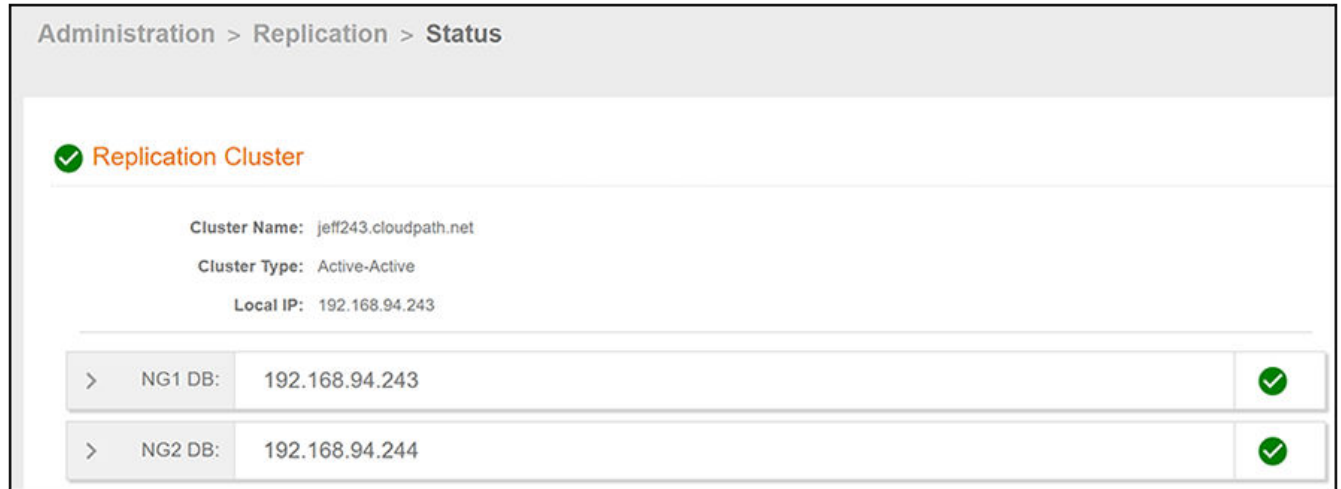 Administration > Replication > Status
Replication Cluster
Cluster Name: jeff243.cloudpath.net
Cluster Type: Active-Active
Local IP: 192.168.94.243
> NG1 DB: 192.168.94.243
> NG2 DB: 192.168.94.244